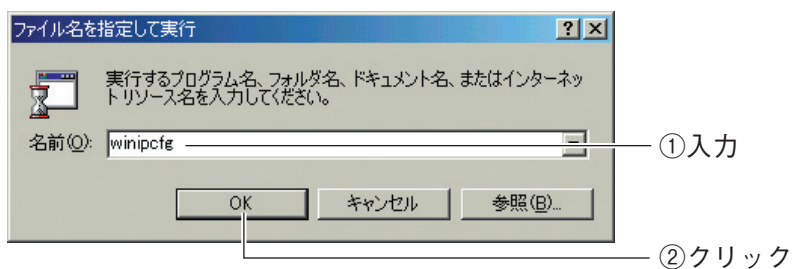 ファイル名を指定して実行
実行するプログラム名、フォルダ名、ドキュメント名、またはインターネッ
トリソース名を入力してください。
名前(O): winipcfg
①入力
OK キャンセル 参照(B)...
②クリック